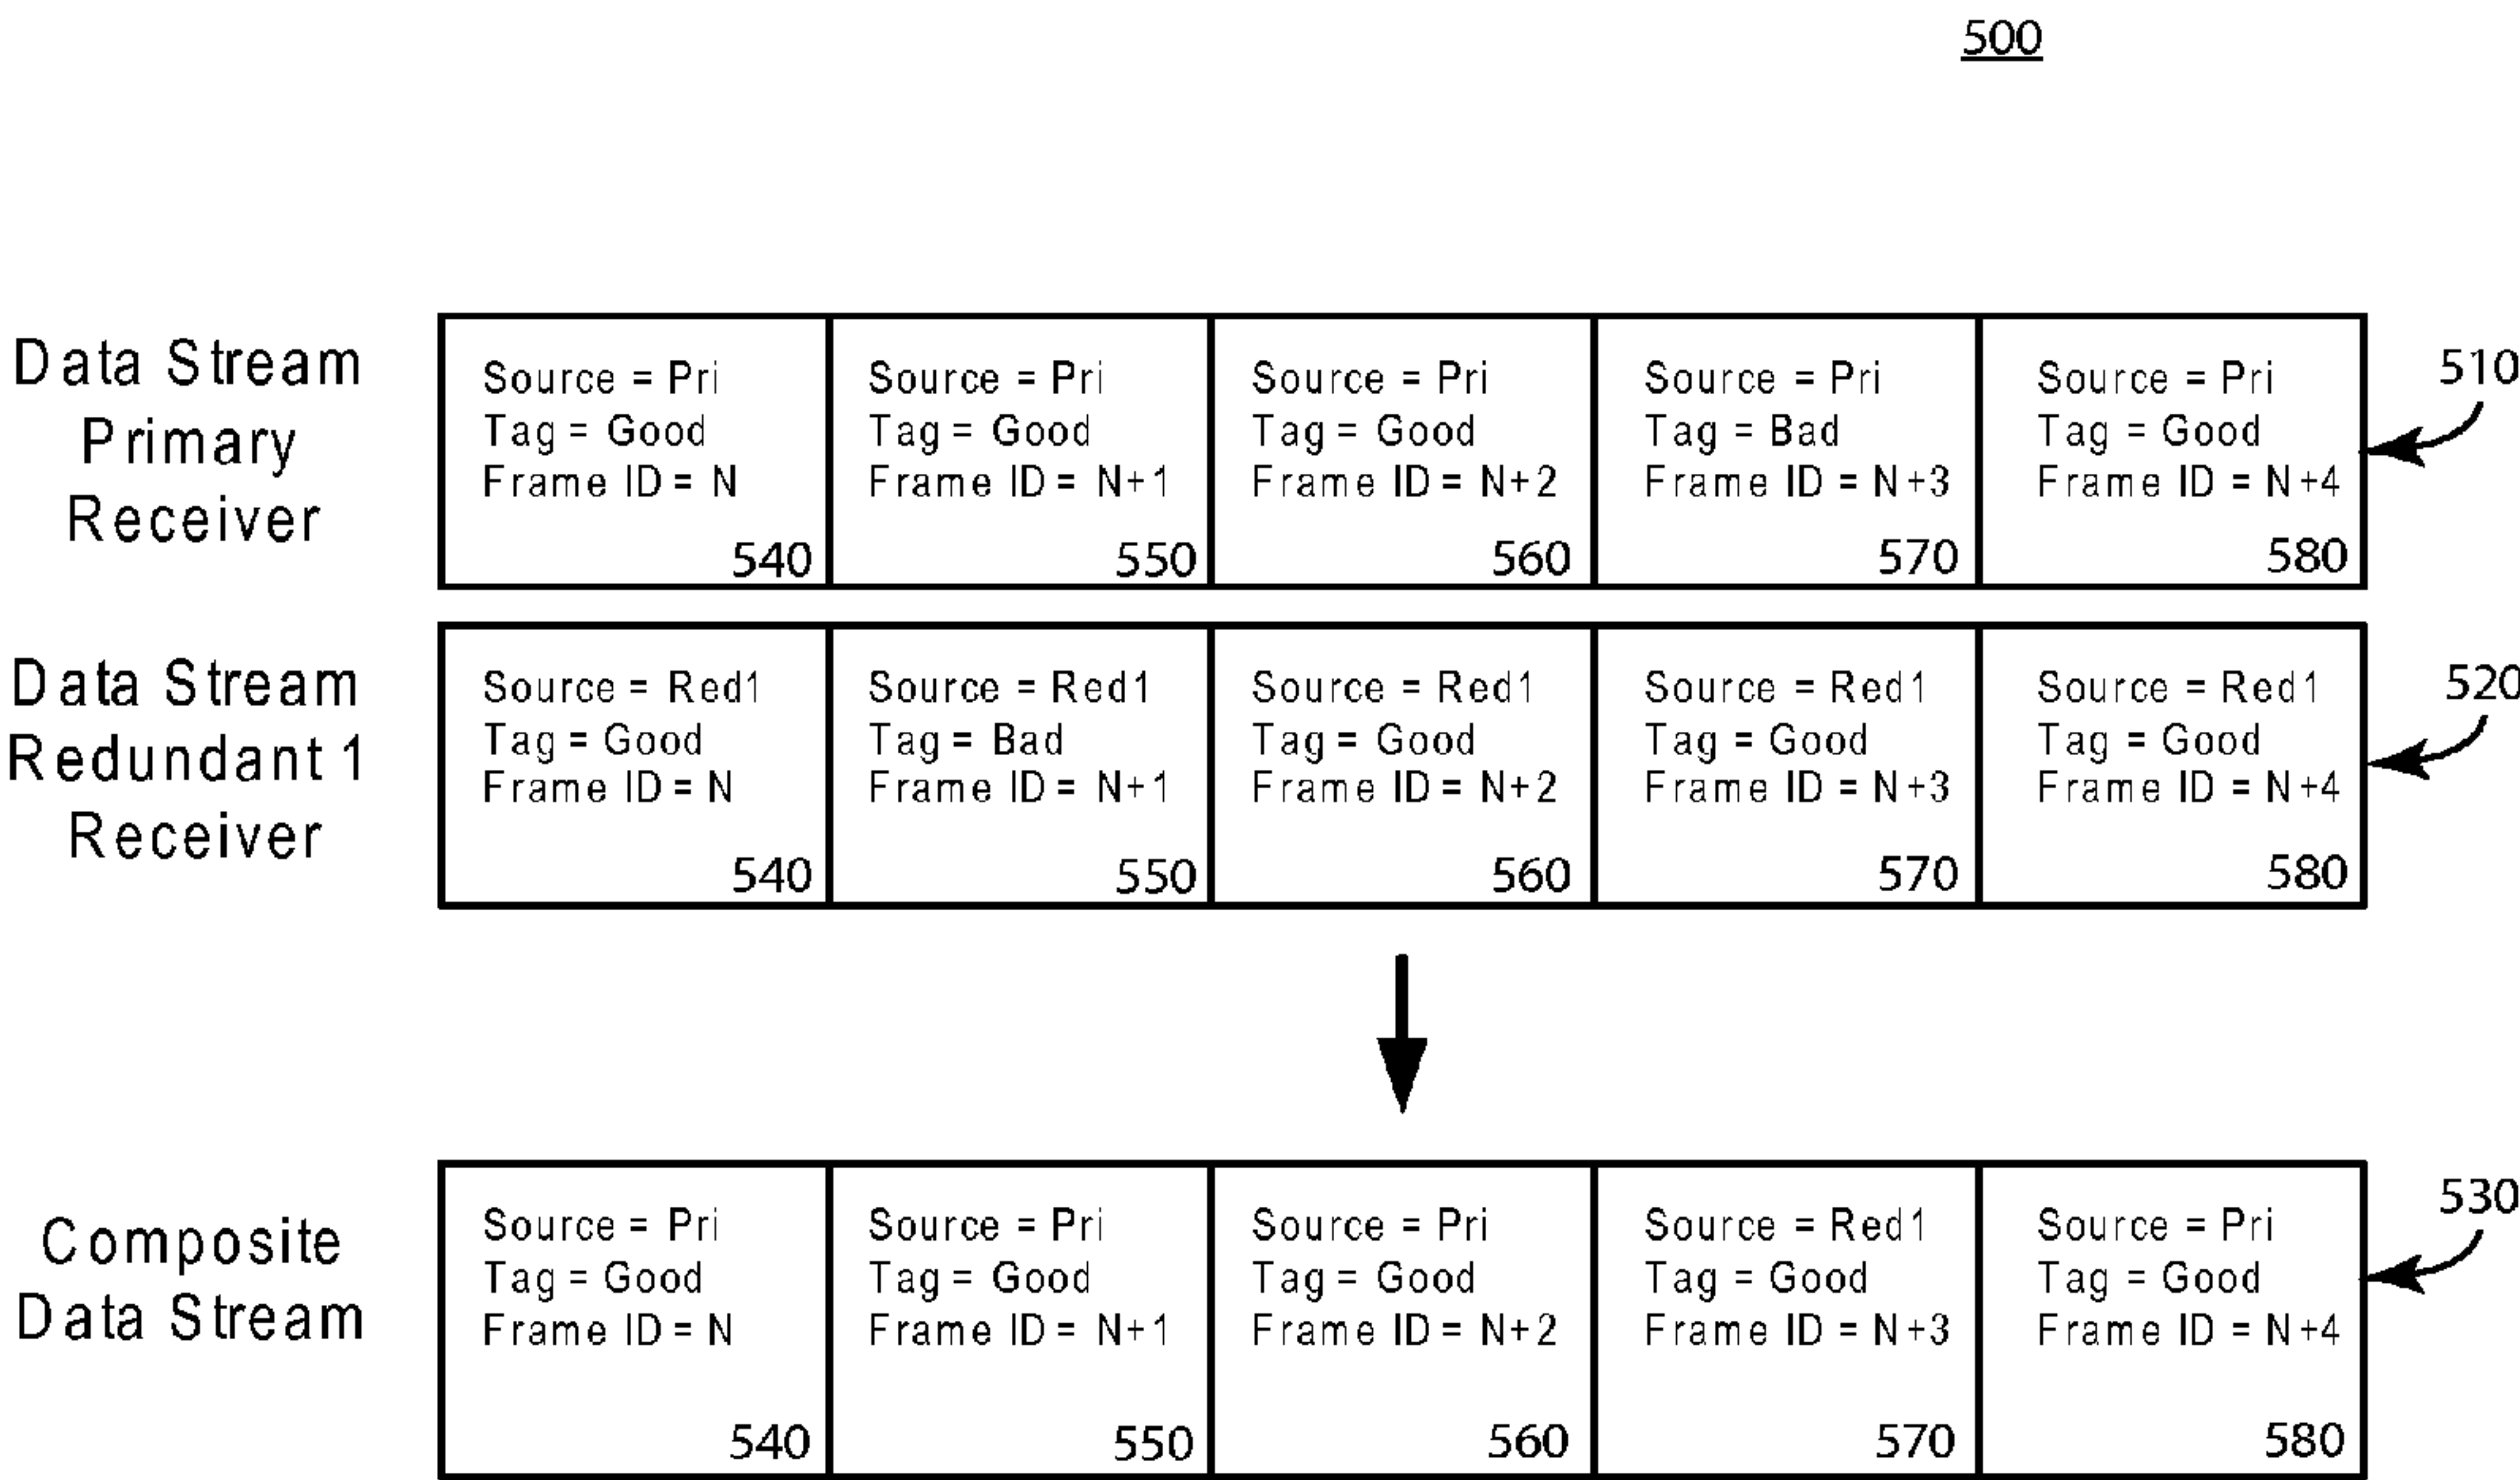 500
Data Stream
Primary
Receiver
Source = Pri
Tag = Good
Frame ID = N
540
Source = Pri
Tag = Good
Frame ID = N+1
550
Source = Pri
Tag = Good
Frame ID = N+2
560
Source = Pri
Tag = Bad
Frame ID = N+3
570
Source = Pri
Tag = Good
Frame ID = N+4
580
510
Data Stream
Redundant 1
Receiver
Source = Red1
Tag = Good
Frame ID = N
540
Source = Red1
Tag = Bad
Frame ID = N+1
550
Source = Red1
Tag = Good
Frame ID = N+2
560
Source = Red1
Tag = Good
Frame ID = N+3
570
Source = Red1
Tag = Good
Frame ID = N+4
580
520
Composite
Data Stream
Source = Pri
Tag = Good
Frame ID = N
540
Source = Pri
Tag = Good
Frame ID = N+1
550
Source = Pri
Tag = Good
Frame ID = N+2
560
Source = Red1
Tag = Good
Frame ID = N+3
570
Source = Pri
Tag = Good
Frame ID = N+4
580
530